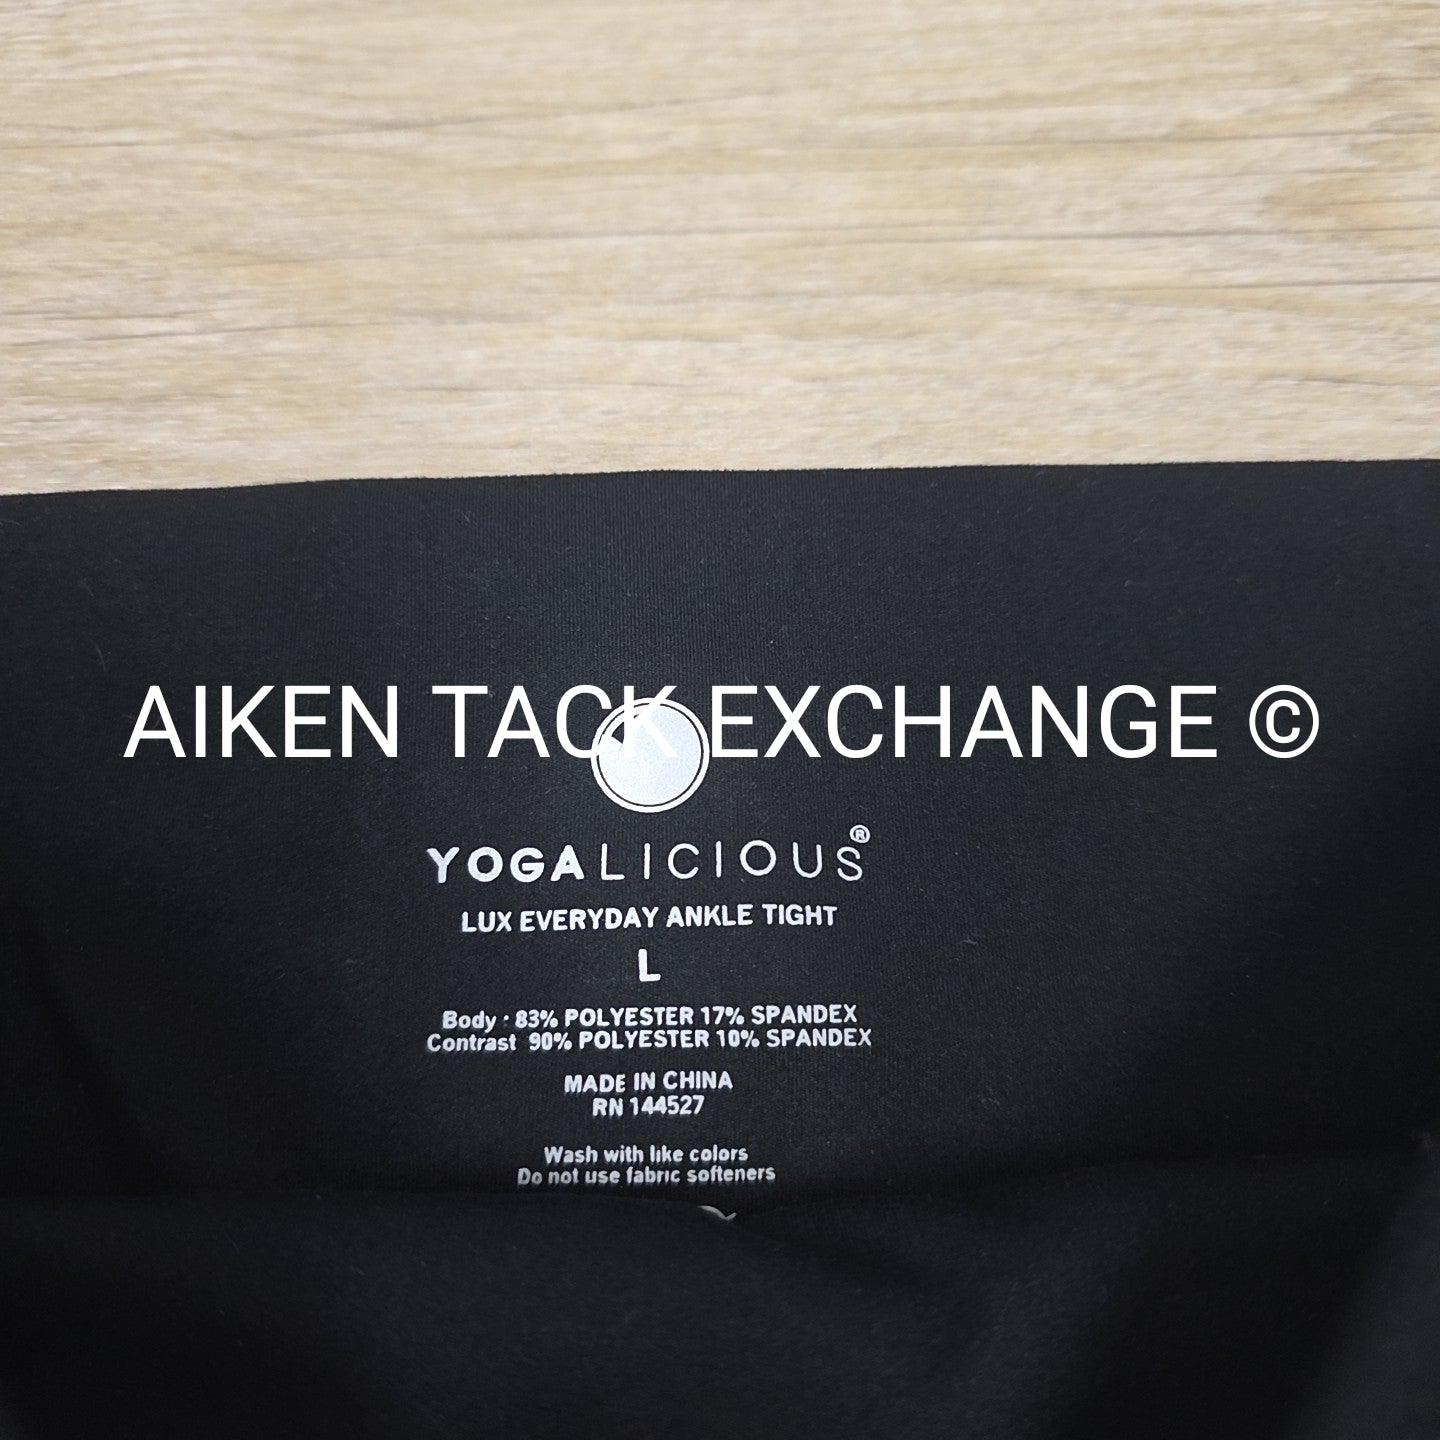 AIKEN TACK EXCHANGE ©
YOGALICIOUS®
LUX EVERYDAY ANKLE TIGHT
L
Body : 83% POLYESTER 17% SPANDEX
Contrast 90% POLYESTER 10% SPANDEX
MADE IN CHINA
RN 144527
Wash with like colors
Do not use fabric softeners